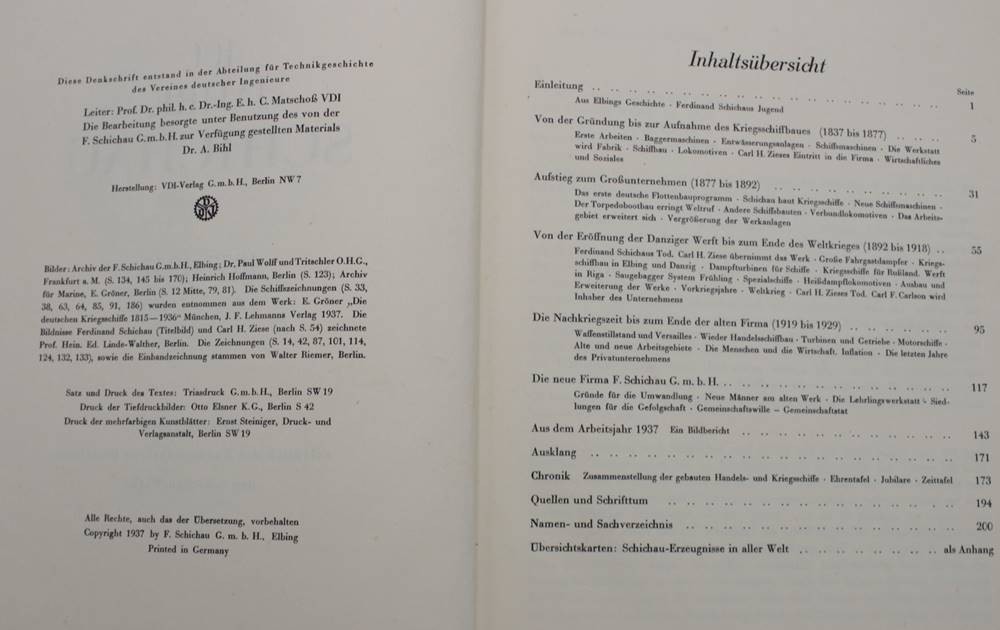 Diese Denkschrift entstand in der Abteilung für Technikgeschichte
des Vereines deutscher Ingenieure
Leiter: Prof. Dr. phil. h. c. Dr.-Ing. E. h. C. Matschoß VDI
Die Bearbeitung besorgte unter Benutzung des von der
F. Schichau G.m.b.H. zur Verfügung gestellten Materials
Dr. A. Bihl
Herstellung: VDI-Verlag G.m.b.H., Berlin NW 7
Bilder: Archiv der F. Schichau G.m.b.H., Elbing; Dr. Paul Wolff und Tritschler O.H.G.,
Frankfurt a. M. (S. 134, 145 bis 170); Heinrich Hoffmann, Berlin (S. 123); Archiv
für Marine, E. Gröner, Berlin (S. 12 Mitte, 79, 81). Die Schiffszeichnungen (S. 33,
38, 63, 64, 85, 91, 186) wurden entnommen aus dem Werk: E. Gröner „Die
deutschen Kriegsschiffe 1815—1936“ München, J. F. Lehmanns Verlag 1937. Die
Bildnisse Ferdinand Schichau (Titelbild) und Carl H. Ziese (nach S. 54) zeichnete
Prof. Hein. Ed. Linde-Walther, Berlin. Die Zeichnungen (S. 14, 42, 87, 101, 114,
124, 132, 133), sowie die Einbandzeichnung stammen von Walter Riemer, Berlin.
Satz und Druck des Textes: Triasdruck G.m.b.H., Berlin SW 19
Druck der Tiefdruckbilder: Otto Elsner K.G., Berlin S 42
Druck der mehrfarbigen Kunstblätter: Ernst Steiniger, Druck- und
Verlagsanstalt, Berlin SW 19
Alle Rechte, auch das der Übersetzung, vorbehalten
Copyright 1937 by F. Schichau G. m. b. H., Elbing
Printed in Germany
Inhaltsübersicht
Seite
Einleitung .. .. .. .. .. .. .. .. .. .. .. .. .. .. 1
Aus Elbings Geschichte · Ferdinand Schichaus Jugend
Von der Gründung bis zur Aufnahme des Kriegsschiffbaues (1837 bis 1877) .. .. .. 5
Erste Arbeiten · Baggermaschinen · Entwässerungsanlagen · Schiffsmaschinen · Die Werkstatt
wird Fabrik · Schiffbau · Lokomotiven · Carl H. Zieses Eintritt in die Firma · Wirtschaftliches
und Soziales
Aufstieg zum Großunternehmen (1877 bis 1892) .. .. .. .. .. .. .. .. .. 31
Das erste deutsche Flottenbauprogramm · Schichau baut Kriegsschiffe · Neue Schiffsmaschinen ·
Der Torpedobootbau erringt Weltruf · Andere Schiffsbauten · Verbundlokomotiven · Das Arbeits-
gebiet erweitert sich · Vergrößerung der Werkanlagen
Von der Eröffnung der Danziger Werft bis zum Ende des Weltkrieges (1892 bis 1918) .. 55
Ferdinand Schichaus Tod. Carl H. Ziese übernimmt das Werk · Große Fahrgastdampfer · Kriegs-
schiffbau in Elbing und Danzig · Dampfturbinen für Schiffe · Kriegsschiffe für Rußland. Werft
in Riga · Saugebagger System Frühling · Spezialschiffe · Heißdampflokomotiven · Ausbau und
Erweiterung der Werke · Vorkriegsjahre · Weltkrieg · Carl H. Zieses Tod. Carl F. Carlson wird
Inhaber des Unternehmens
Die Nachkriegszeit bis zum Ende der alten Firma (1919 bis 1929) .. .. .. .. .. 95
Waffenstillstand und Versailles · Wieder Handelsschiffbau · Turbinen und Getriebe · Motorschiffe ·
Alte und neue Arbeitsgebiete · Die Menschen und die Wirtschaft. Inflation · Die letzten Jahre
des Privatunternehmens
Die neue Firma F. Schichau G. m. b. H. .. .. .. .. .. .. .. .. .. .. .. 117
Gründe für die Umwandlung · Neue Männer am alten Werk · Die Lehrlingswerkstatt · Sied-
lungen für die Gefolgschaft · Gemeinschaftswille — Gemeinschaftstat
Aus dem Arbeitsjahr 1937 Ein Bildbericht .. .. .. .. .. .. .. .. .. 143
Ausklang .. .. .. .. .. .. .. .. .. .. .. .. .. .. 171
Chronik Zusammenstellung der gebauten Handels- und Kriegsschiffe · Ehrentafel · Jubilare · Zeittafel 173
Quellen und Schrifttum .. .. .. .. .. .. .. .. .. .. .. 194
Namen- und Sachverzeichnis .. .. .. .. .. .. .. .. .. .. .. 200
Übersichtskarten: Schichau-Erzeugnisse in aller Welt .. .. .. .. .. .. als Anhang